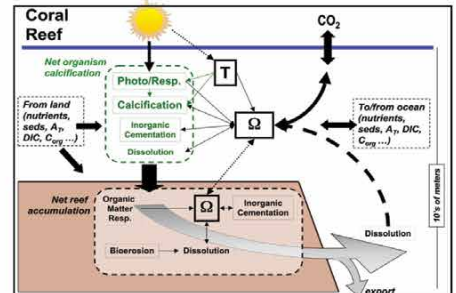 Coral
Reef
CO2
Net organism
calcification
T
Photo/Resp.
Calcification
Inorganic
Cementation
Dissolution
Ω
From land
(nutrients,
seds, AT,
DIC, Corg ...)
To/from ocean
(nutrients,
seds, AT, DIC,
Corg ...)
Net reef
accumulation
Organic
Matter
Resp.
Ω
Inorganic
Cementation
Bioerosion
Dissolution
Dissolution
export
10's of meters